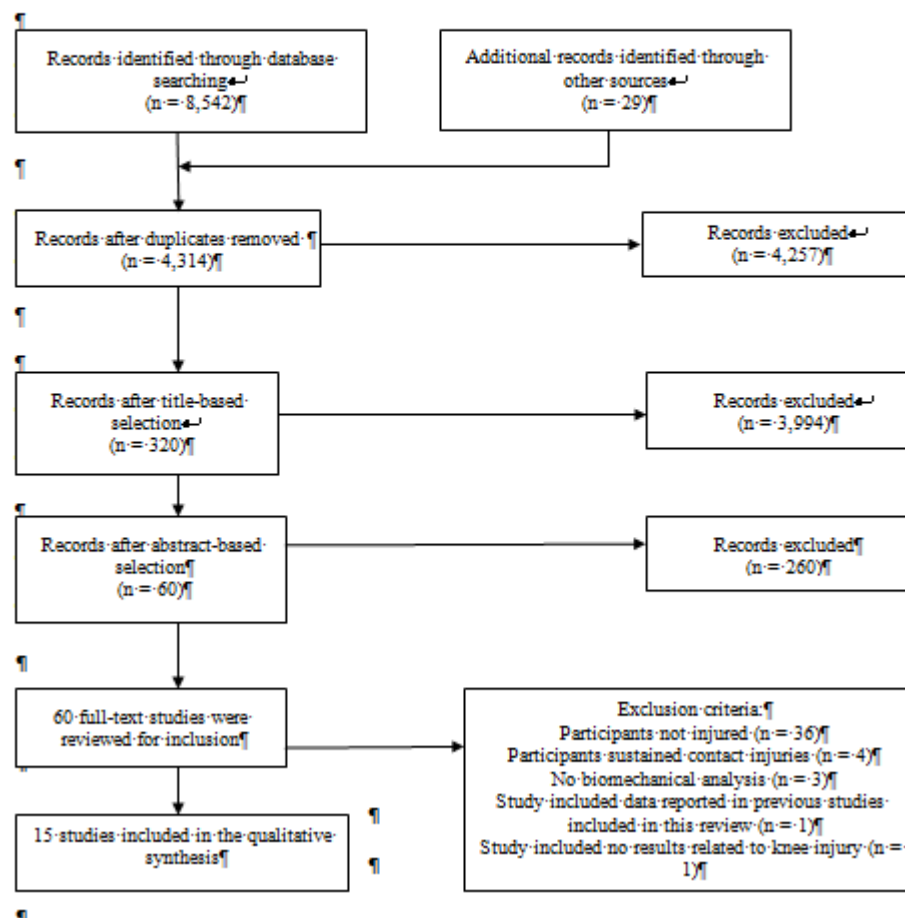 Records identified through database
searching
(n = 8,542)¶
Additional records identified through
other sources
(n = 29)¶
Records after duplicates removed ¶
(n = 4,314)¶
Records excluded
(n = 4,257)¶
Records after title-based
selection
(n = 320)¶
Records excluded
(n = 3,994)¶
Records after abstract-based
selection¶
(n = 60)¶
Records excluded¶
(n = 260)¶
60 full-text studies were
reviewed for inclusion¶
Exclusion criteria:¶
Participants not injured (n = 36)¶
Participants sustained contact injuries (n = 4)¶
No biomechanical analysis (n = 3)¶
Study included data reported in previous studies
included in this review (n = 1)¶
Study included no results related to knee injury (n =
1)¶
15 studies included in the qualitative
synthesis¶